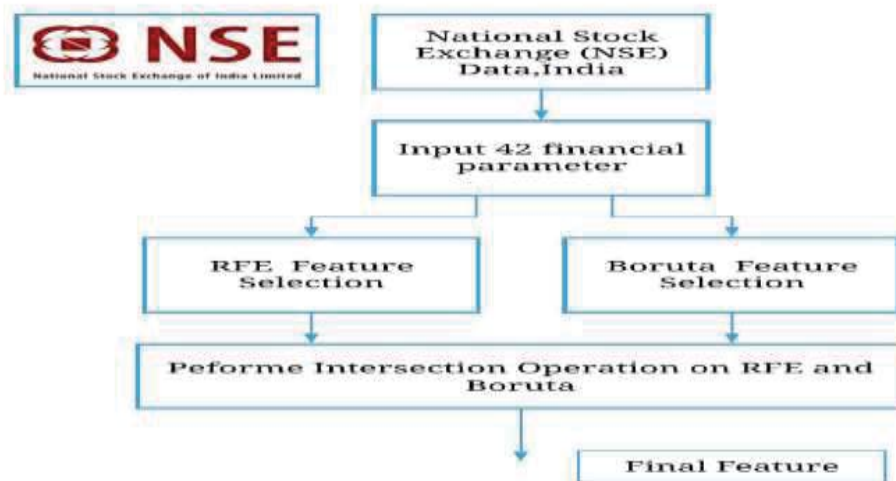 NSE
National Stock Exchange of India Limited
National Stock
Exchange (NSE)
Data,India
Input 42 financial
parameter
RFE Feature
Selection
Boruta Feature
Selection
Peforme Intersection Operation on RFE and
Boruta
Final Feature